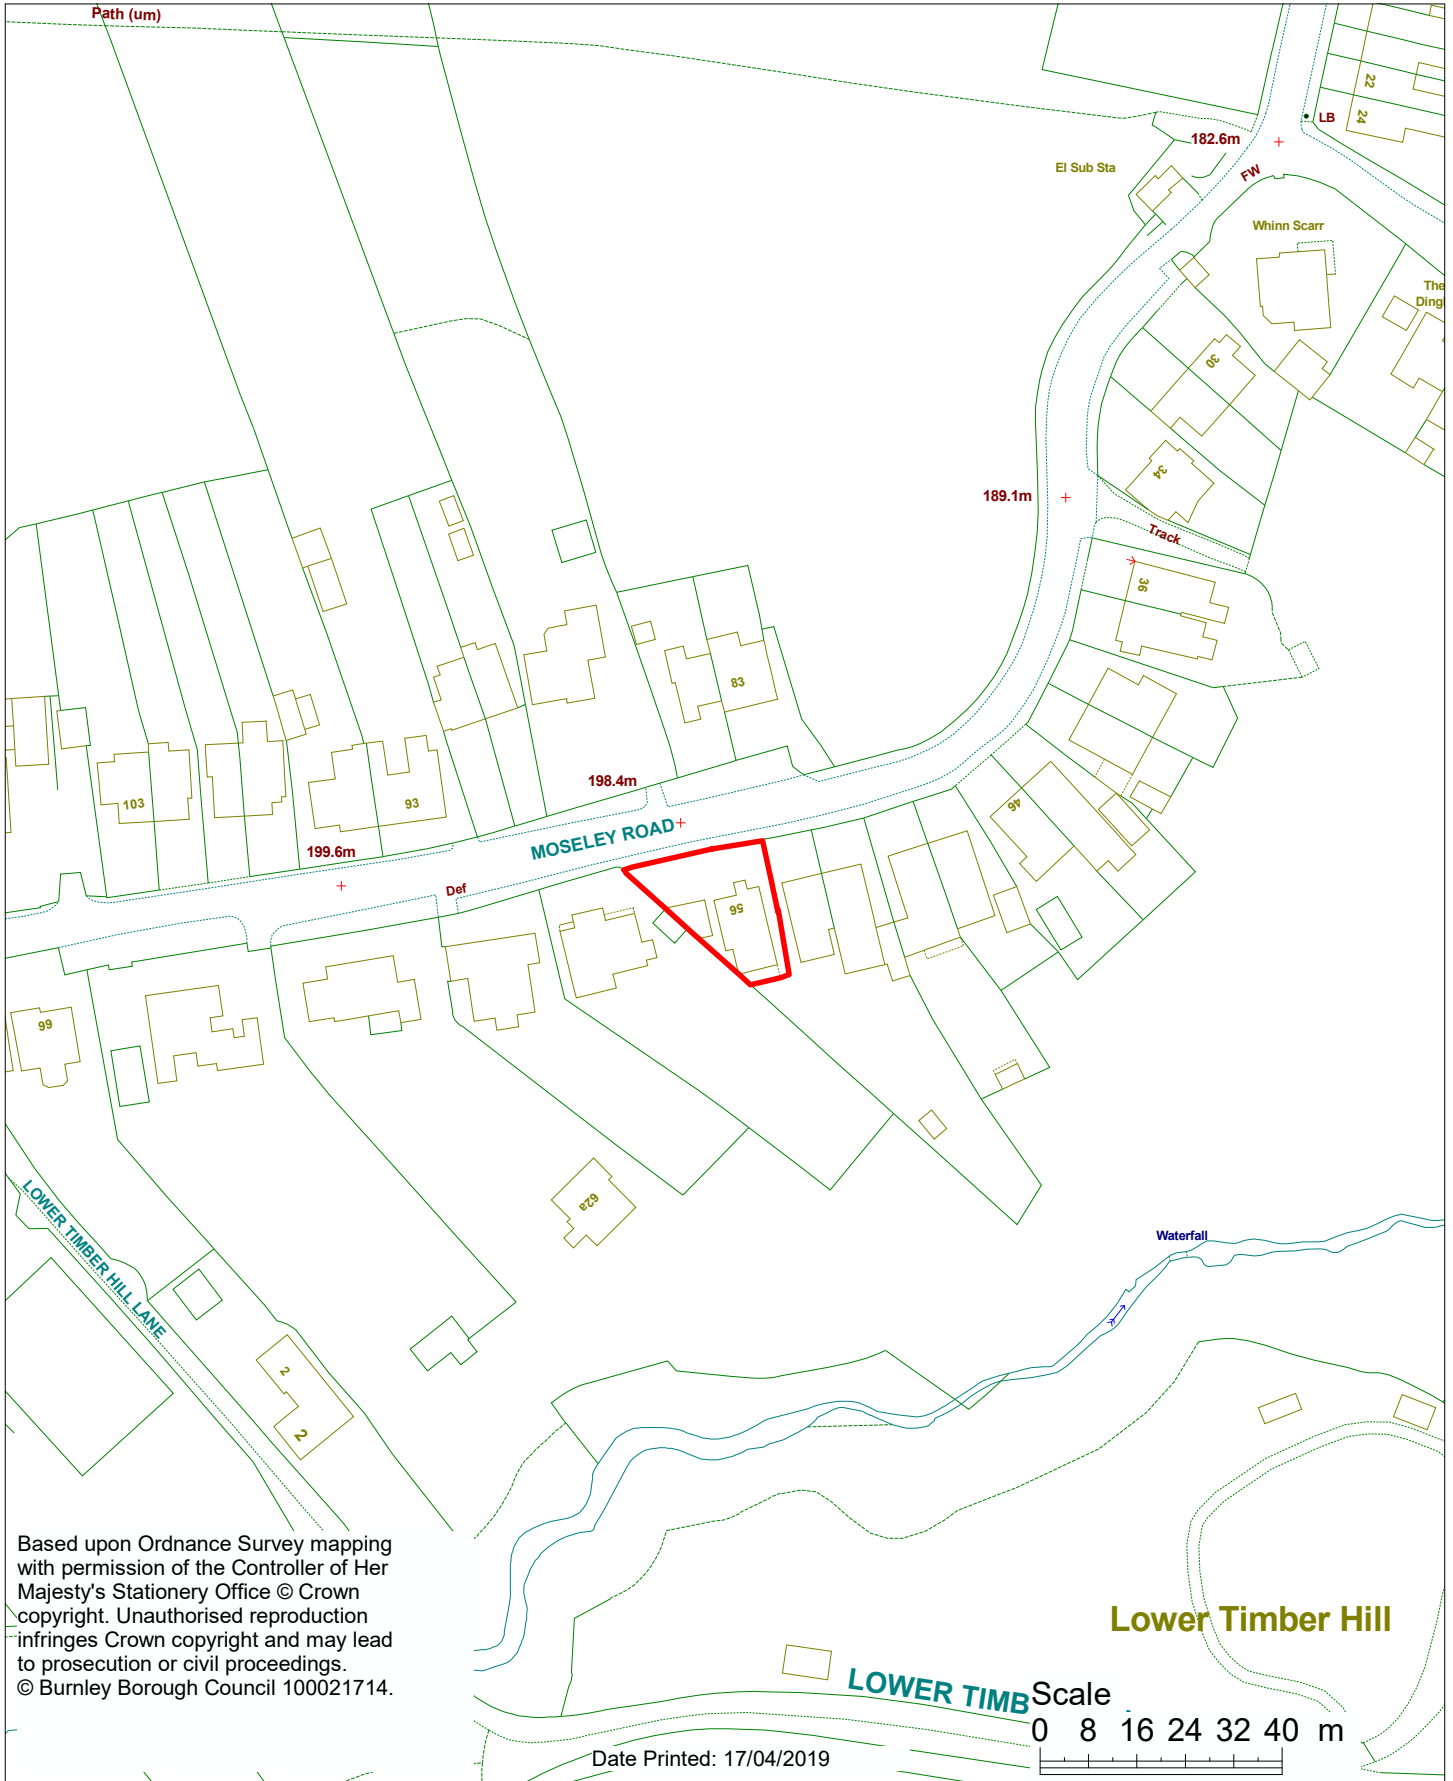 Path (um)
22
24
LB
182.6m
FW
El Sub Sta
Whinn Scarr
The
Dingl
30
34
189.1m
Track
36
83
198.4m
46
103
93
MOSELEY ROAD
199.6m
Def
56
99
62a
Waterfall
LOWER TIMBER HILL LANE
2
2
Based upon Ordnance Survey mapping
with permission of the Controller of Her
Majesty's Stationery Office © Crown
copyright. Unauthorised reproduction
infringes Crown copyright and may lead
to prosecution or civil proceedings.
© Burnley Borough Council 100021714.
Lower Timber Hill
LOWER TIMB
Scale
0 8 16 24 32 40 m
Date Printed: 17/04/2019